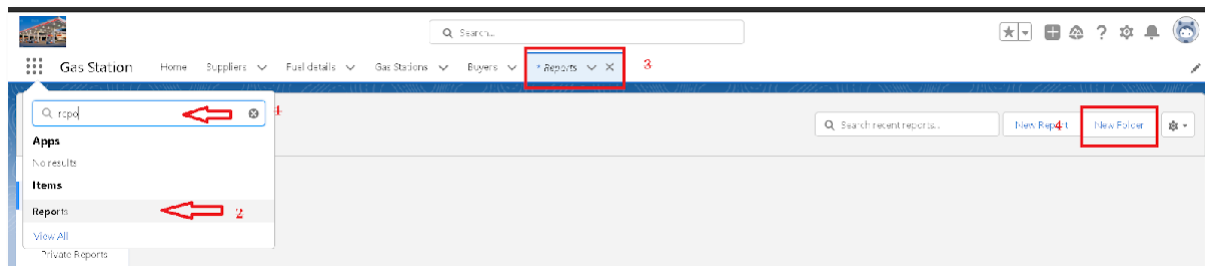 Search...
Gas Station Home Suppliers Fuel details Gas Stations Buyers * Reports 3
repo 1
Search recent reports... New Report 4 New Folder
Apps
No results
Items
Reports 2
View All
Private Reports